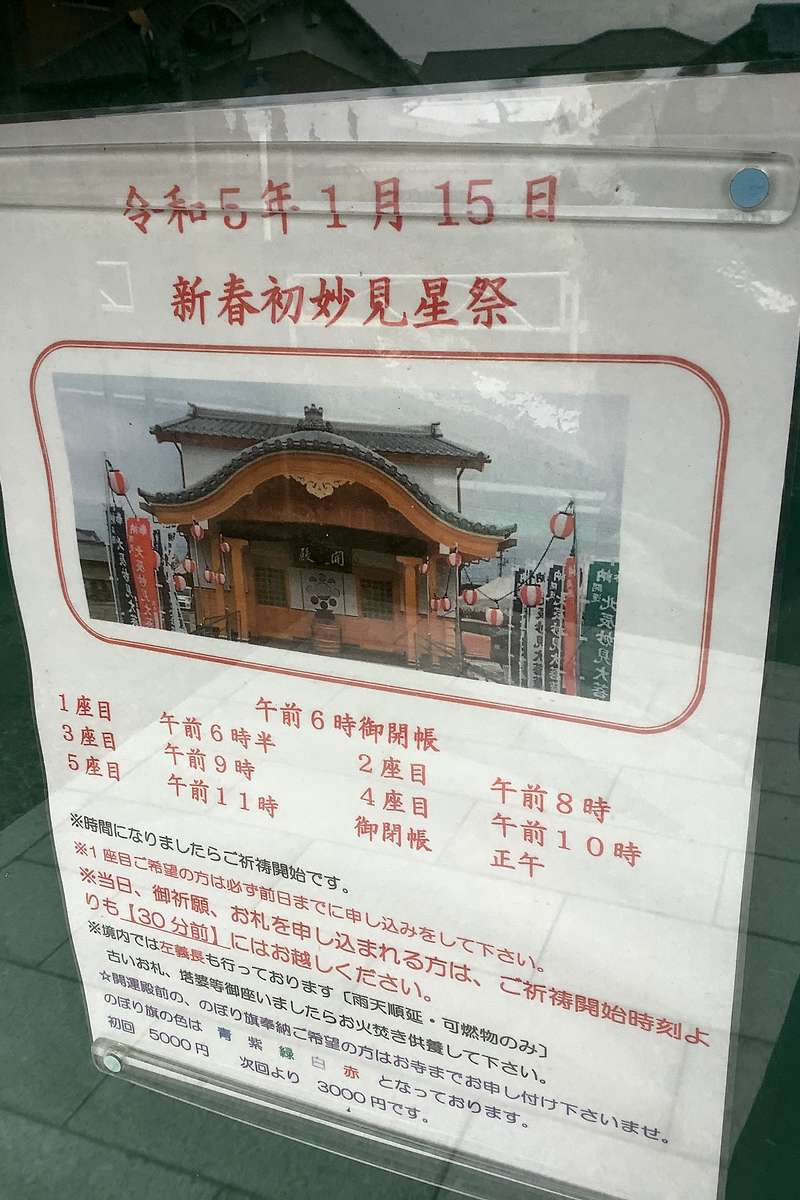 令和5年1月15日
新春初妙見星祭
開運
北辰妙見大菩
午前6時御開帳
1座目 午前6時半 2座目 午前8時
3座目 午前9時 4座目 午前10時
5座目 午前11時 御閉帳 正午
※時間になりましたらご祈祷開始です。
※1座目ご希望の方は必ず前日までに申し込みをして下さい。
※当日、御祈願、お札を申し込まれる方は、ご祈祷開始時刻よ
りも【30分前】にはお越しください。
※境内では左義長も行っております〔雨天順延・可燃物のみ〕
古いお札、塔婆等御座いましたらお火焚き供養して下さい。
☆開運殿前の、のぼり旗奉納ご希望の方はお寺までお申し付け下さいませ。
のぼり旗の色は 青 紫 緑 白 赤 となっております。
初回 5000円 次回より 3000円です。